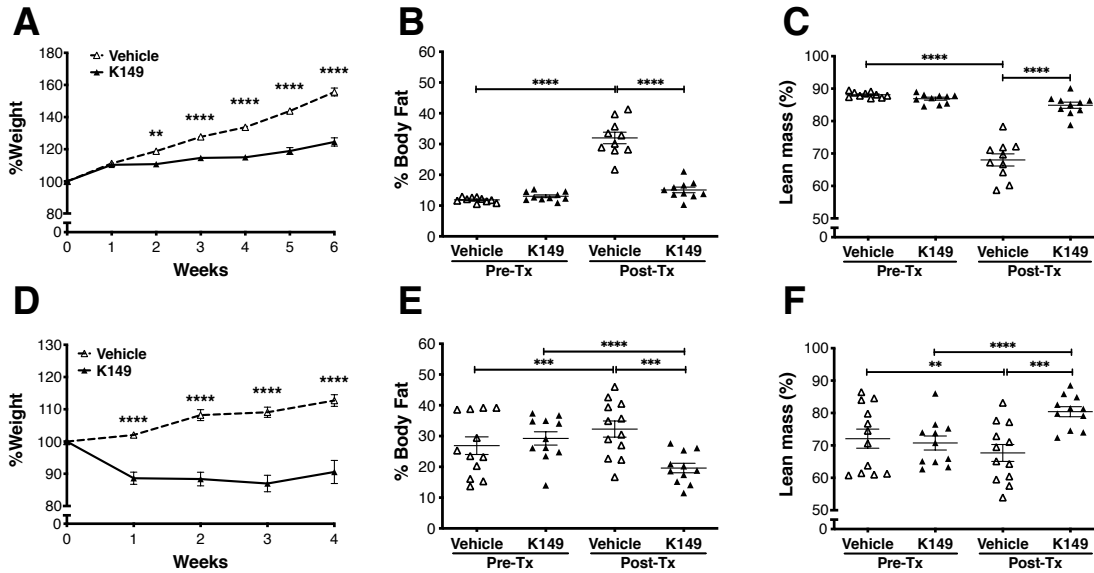 A
180
160
140
120
100
80
0
%Weight
Vehicle
K149
**
****
****
****
****
0 1 2 3 4 5 6
Weeks
B
60
50
40
30
20
10
0
% Body Fat
****
****
Vehicle K149 Vehicle K149
Pre-Tx Post-Tx
C
100
90
80
70
60
50
0
Lean mass (%)
****
****
Vehicle K149 Vehicle K149
Pre-Tx Post-Tx
D
130
120
110
100
90
80
0
%Weight
Vehicle
K149
****
****
****
****
0 1 2 3 4
Weeks
E
60
50
40
30
20
10
0
% Body Fat
****
***
***
Vehicle K149 Vehicle K149
Pre-Tx Post-Tx
F
100
90
80
70
60
50
0
Lean mass (%)
****
**
***
Vehicle K149 Vehicle K149
Pre-Tx Post-Tx